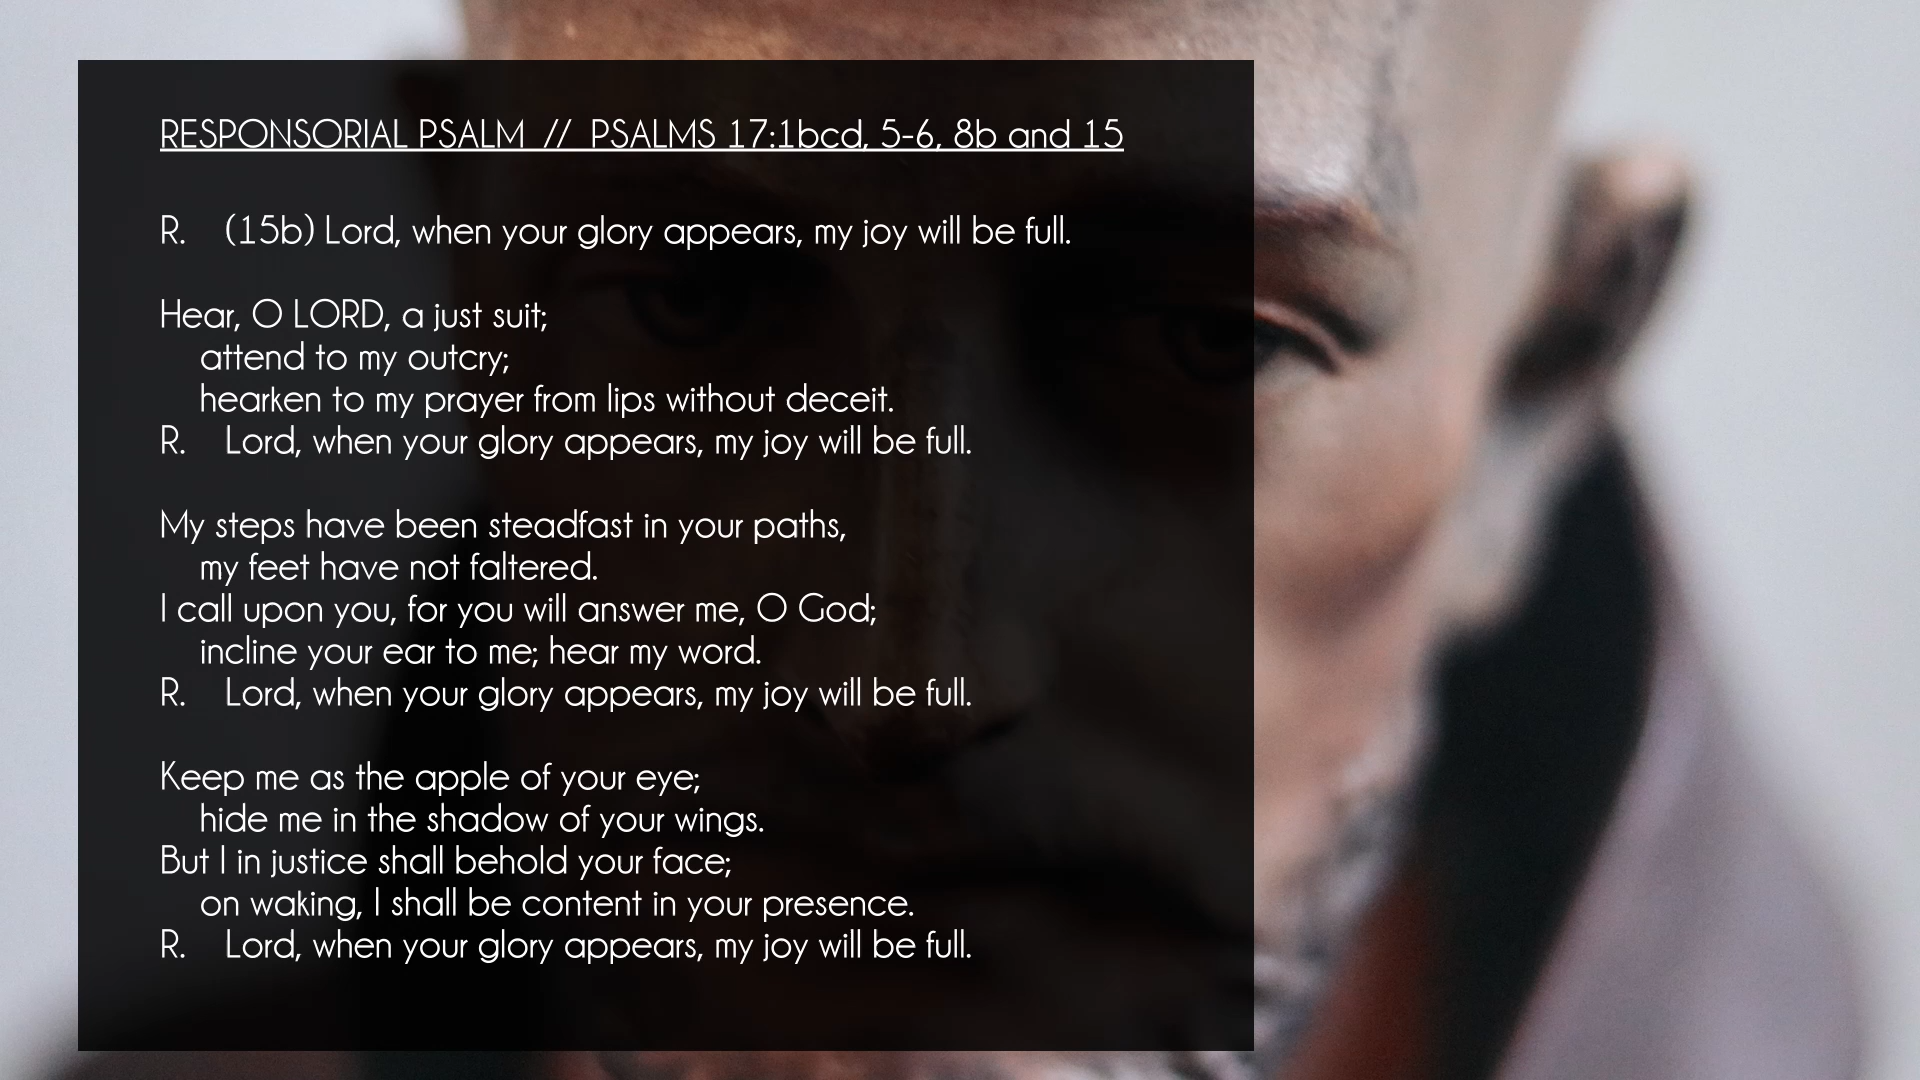 RESPONSORIAL PSALM // PSALMS 17:1bcd, 5-6, 8b and 15
R. (15b) Lord, when your glory appears, my joy will be full.
Hear, O LORD, a just suit;
attend to my outcry;
hearken to my prayer from lips without deceit.
R. Lord, when your glory appears, my joy will be full.
My steps have been steadfast in your paths,
my feet have not faltered.
I call upon you, for you will answer me, O God;
incline your ear to me; hear my word.
R. Lord, when your glory appears, my joy will be full.
Keep me as the apple of your eye;
hide me in the shadow of your wings.
But I in justice shall behold your face;
on waking, I shall be content in your presence.
R. Lord, when your glory appears, my joy will be full.